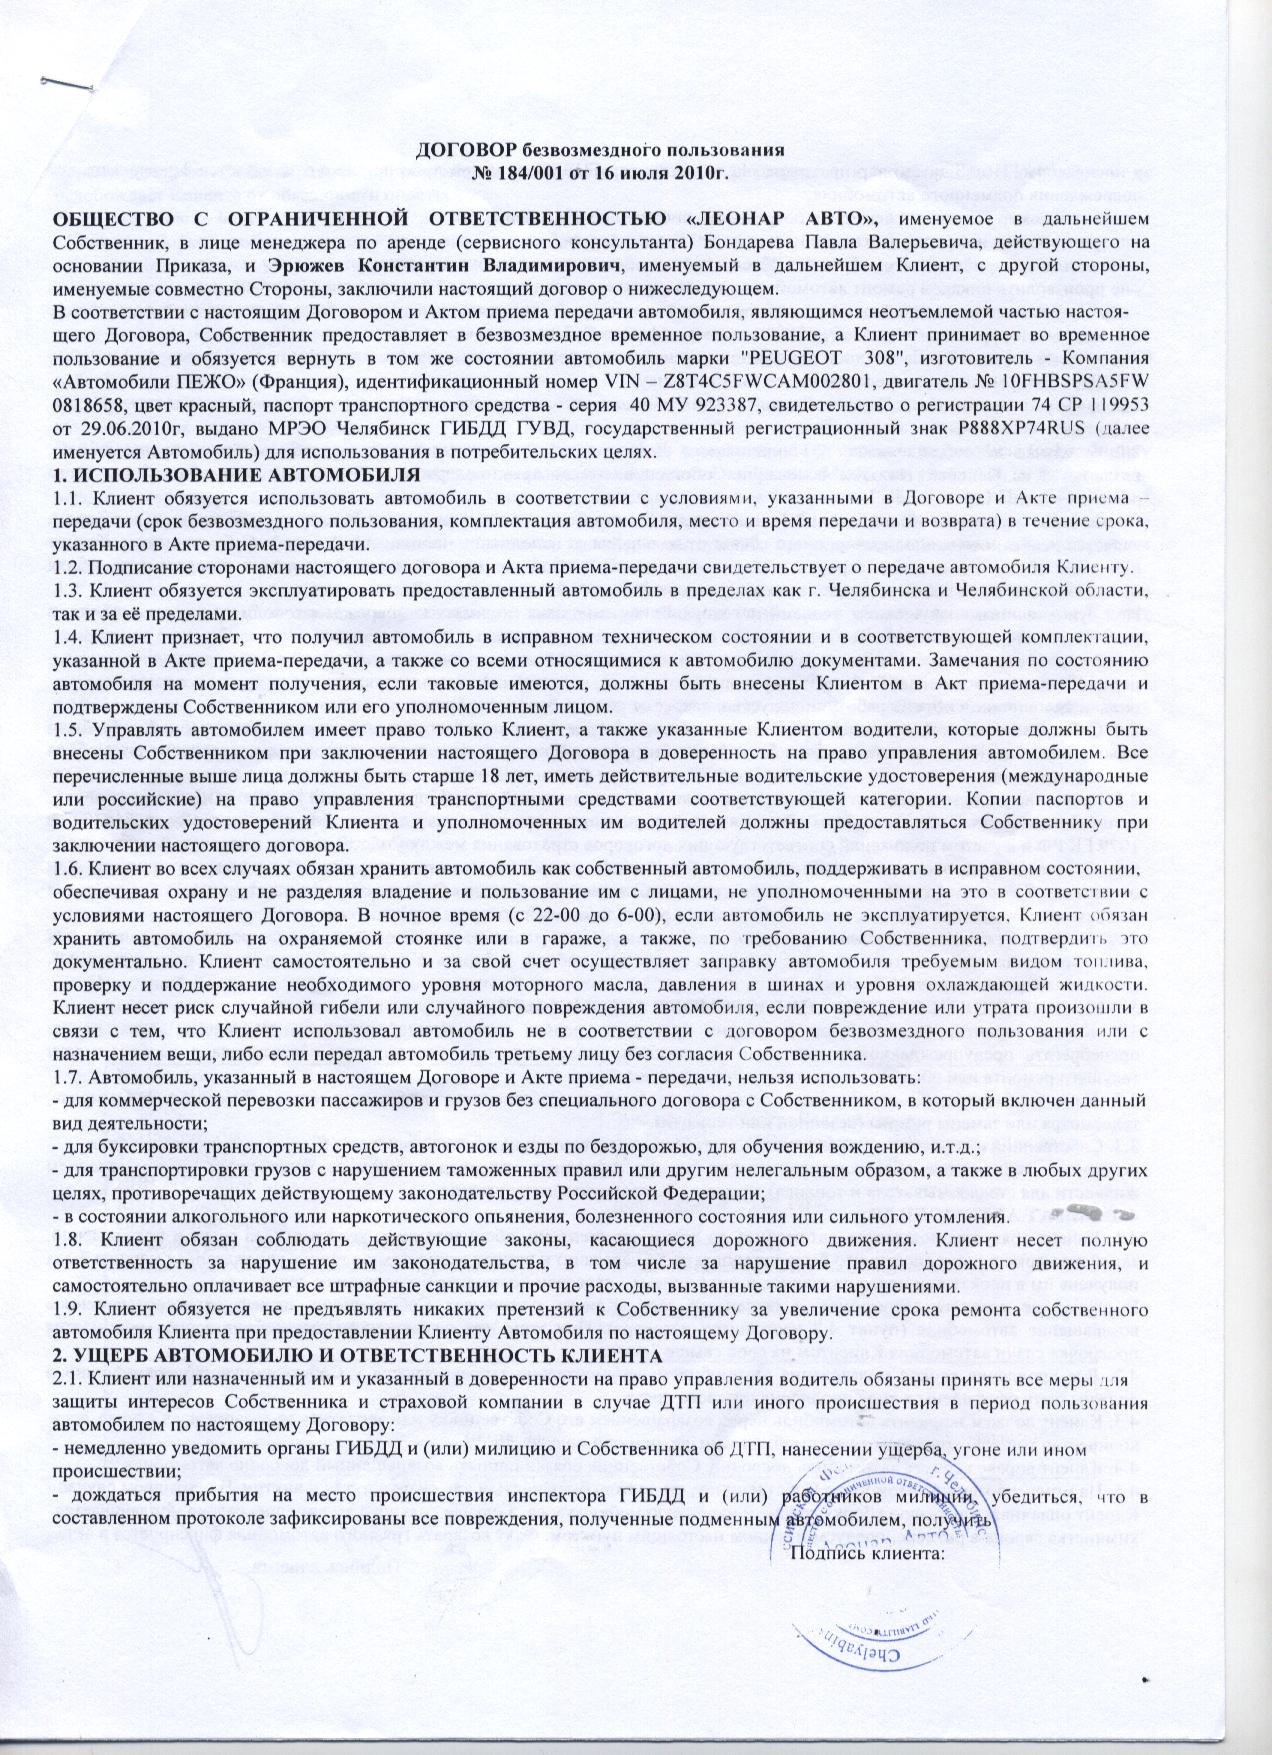 ДОГОВОР безвозмездного пользования
№ 184/001 от 16 июля 2010г.
ОБЩЕСТВО С ОГРАНИЧЕННОЙ ОТВЕТСТВЕННОСТЬЮ «ЛЕОНАР АВТО», именуемое в дальнейшем
Собственник, в лице менеджера по аренде (сервисного консультанта) Бондарева Павла Валерьевича, действующего на
основании Приказа, и Эрюжев Константин Владимирович, именуемый в дальнейшем Клиент, с другой стороны,
именуемые совместно Стороны, заключили настоящий договор о нижеследующем.
В соответствии с настоящим Договором и Актом приема передачи автомобиля, являющимся неотъемлемой частью настоя-
щего Договора, Собственник предоставляет в безвозмездное временное пользование, а Клиент принимает во временное
пользование и обязуется вернуть в том же состоянии автомобиль марки "PEUGEOT 308", изготовитель - Компания
«Автомобили ПЕЖО» (Франция), идентификационный номер VIN – Z8T4C5FWCAM002801, двигатель № 10FHBSPSA5FW
0818658, цвет красный, паспорт транспортного средства - серия 40 МУ 923387, свидетельство о регистрации 74 СР 119953
от 29.06.2010г, выдано МРЭО Челябинск ГИБДД ГУВД, государственный регистрационный знак Р888ХР74RUS (далее
именуется Автомобиль) для использования в потребительских целях.
1. ИСПОЛЬЗОВАНИЕ АВТОМОБИЛЯ
1.1. Клиент обязуется использовать автомобиль в соответствии с условиями, указанными в Договоре и Акте приема –
передачи (срок безвозмездного пользования, комплектация автомобиля, место и время передачи и возврата) в течение срока,
указанного в Акте приема-передачи.
1.2. Подписание сторонами настоящего договора и Акта приема-передачи свидетельствует о передаче автомобиля Клиенту.
1.3. Клиент обязуется эксплуатировать предоставленный автомобиль в пределах как г. Челябинска и Челябинской области,
так и за её пределами.
1.4. Клиент признает, что получил автомобиль в исправном техническом состоянии и в соответствующей комплектации,
указанной в Акте приема-передачи, а также со всеми относящимися к автомобилю документами. Замечания по состоянию
автомобиля на момент получения, если таковые имеются, должны быть внесены Клиентом в Акт приема-передачи и
подтверждены Собственником или его уполномоченным лицом.
1.5. Управлять автомобилем имеет право только Клиент, а также указанные Клиентом водители, которые должны быть
внесены Собственником при заключении настоящего Договора в доверенность на право управления автомобилем. Все
перечисленные выше лица должны быть старше 18 лет, иметь действительные водительские удостоверения (международные
или российские) на право управления транспортными средствами соответствующей категории. Копии паспортов и
водительских удостоверений Клиента и уполномоченных им водителей должны предоставляться Собственнику при
заключении настоящего договора.
1.6. Клиент во всех случаях обязан хранить автомобиль как собственный автомобиль, поддерживать в исправном состоянии,
обеспечивая охрану и не разделяя владение и пользование им с лицами, не уполномоченными на это в соответствии с
условиями настоящего Договора. В ночное время (с 22-00 до 6-00), если автомобиль не эксплуатируется, Клиент обязан
хранить автомобиль на охраняемой стоянке или в гараже, а также, по требованию Собственника, подтвердить это
документально. Клиент самостоятельно и за свой счет осуществляет заправку автомобиля требуемым видом топлива,
проверку и поддержание необходимого уровня моторного масла, давления в шинах и уровня охлаждающей жидкости.
Клиент несет риск случайной гибели или случайного повреждения автомобиля, если повреждение или утрата произошли в
связи с тем, что Клиент использовал автомобиль не в соответствии с договором безвозмездного пользования или с
назначением вещи, либо если передал автомобиль третьему лицу без согласия Собственника.
1.7. Автомобиль, указанный в настоящем Договоре и Акте приема - передачи, нельзя использовать:
- для коммерческой перевозки пассажиров и грузов без специального договора с Собственником, в который включен данный
вид деятельности;
- для буксировки транспортных средств, автогонок и езды по бездорожью, для обучения вождению, и.т.д.;
- для транспортировки грузов с нарушением таможенных правил или другим нелегальным образом, а также в любых других
целях, противоречащих действующему законодательству Российской Федерации;
- в состоянии алкогольного или наркотического опьянения, болезненного состояния или сильного утомления.
1.8. Клиент обязан соблюдать действующие законы, касающиеся дорожного движения. Клиент несет полную
ответственность за нарушение им законодательства, в том числе за нарушение правил дорожного движения, и
самостоятельно оплачивает все штрафные санкции и прочие расходы, вызванные такими нарушениями.
1.9. Клиент обязуется не предъявлять никаких претензий к Собственнику за увеличение срока ремонта собственного
автомобиля Клиента при предоставлении Клиенту Автомобиля по настоящему Договору.
2. УЩЕРБ АВТОМОБИЛЮ И ОТВЕТСТВЕННОСТЬ КЛИЕНТА
2.1. Клиент или назначенный им и указанный в доверенности на право управления водитель обязаны принять все меры для
защиты интересов Собственника и страховой компании в случае ДТП или иного происшествия в период пользования
автомобилем по настоящему Договору:
- немедленно уведомить органы ГИБДД и (или) милицию и Собственника об ДТП, нанесении ущерба, угоне или ином
происшествии;
- дождаться прибытия на место происшествия инспектора ГИБДД и (или) работников милиции, убедиться, что в
составленном протоколе зафиксированы все повреждения, полученные подменным автомобилем, получить
Подпись клиента: